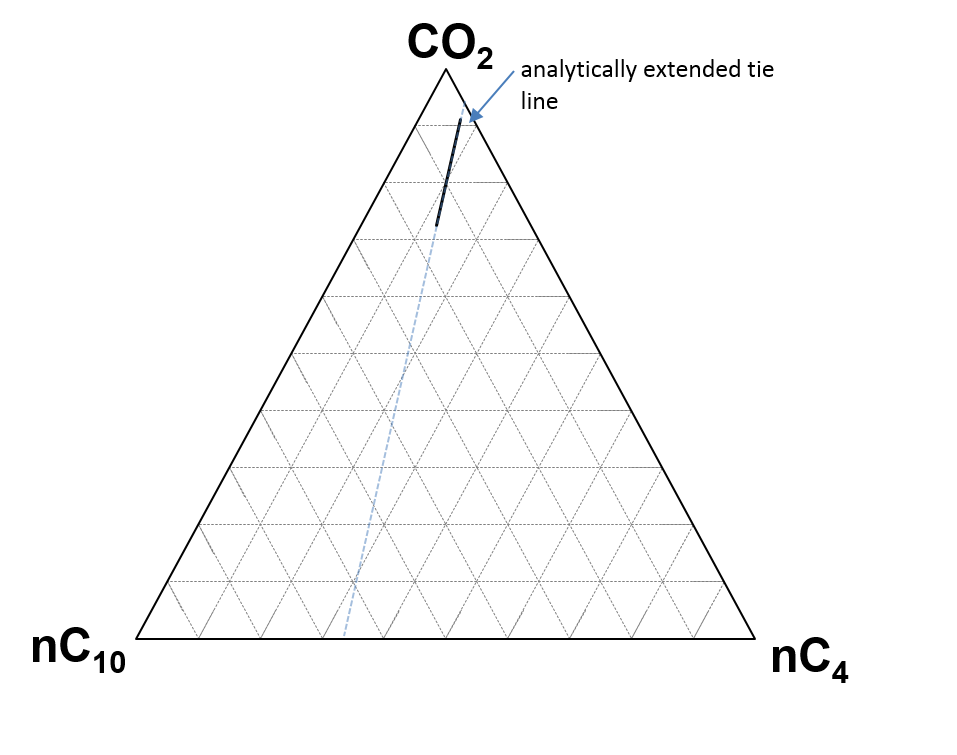 CO₂
analytically extended tie
line
nC₁₀
nC₄